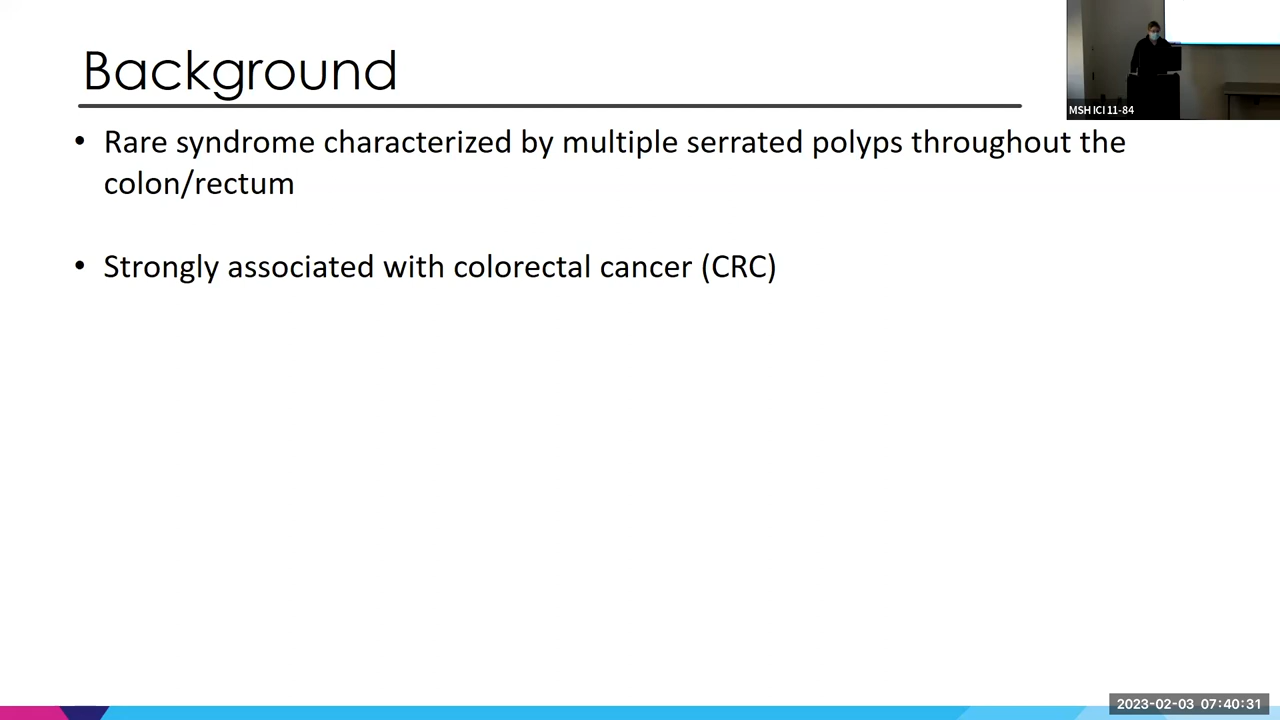 Background
MSH ICI 11-84
• Rare syndrome characterized by multiple serrated polyps throughout the
colon/rectum
• Strongly associated with colorectal cancer (CRC)
2023-02-03 07:40:31